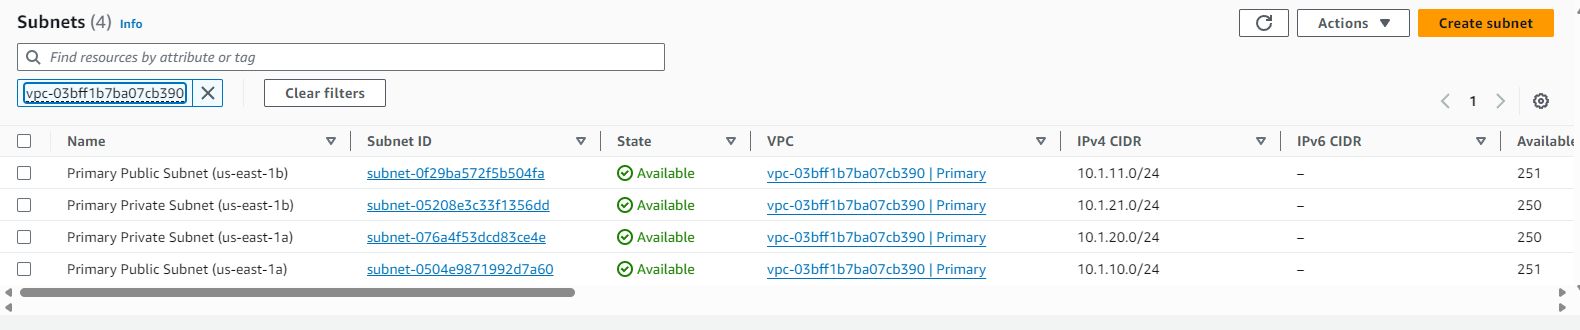 Subnets (4) Info
Actions
Create subnet
Find resources by attribute or tag
vpc-03bff1b7ba07cb390
Clear filters
1
Name Subnet ID State VPC IPv4 CIDR IPv6 CIDR
Primary Public Subnet (us-east-1b) subnet-0f29ba572f5b504fa Available vpc-03bff1b7ba07cb390 | Primary 10.1.11.0/24 – 251
Primary Private Subnet (us-east-1b) subnet-05208e3c33f1356dd Available vpc-03bff1b7ba07cb390 | Primary 10.1.21.0/24 – 250
Primary Private Subnet (us-east-1a) subnet-076a4f53dcd83ce4e Available vpc-03bff1b7ba07cb390 | Primary 10.1.20.0/24 – 250
Primary Public Subnet (us-east-1a) subnet-0504e9871992d7a60 Available vpc-03bff1b7ba07cb390 | Primary 10.1.10.0/24 – 251